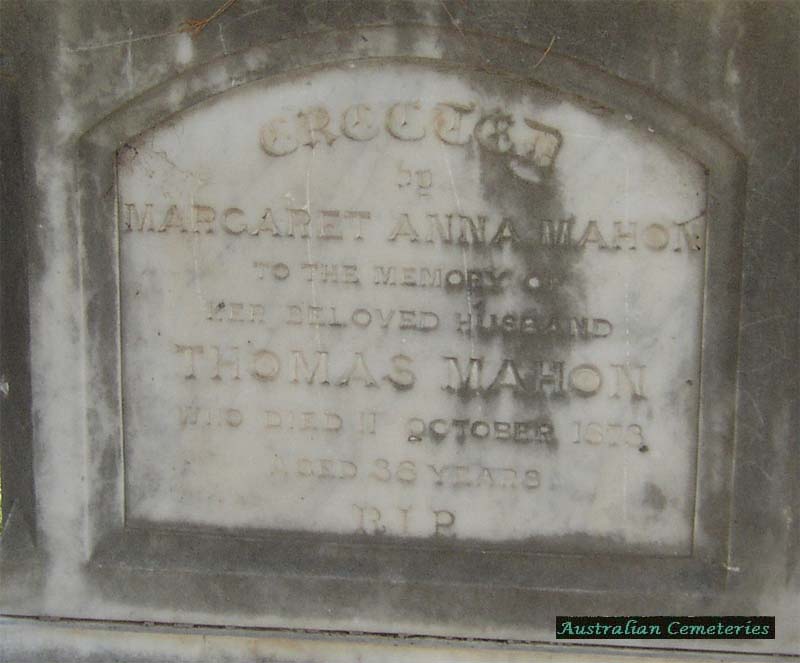 ERECTED
by
MARGARET ANNA MAHON
TO THE MEMORY OF
HER BELOVED HUSBAND
THOMAS MAHON
WHO DIED 11 OCTOBER
AGED YEARS
R.I.P.
Australian Cemeteries